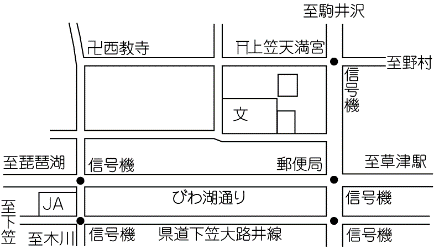 至駒井沢
卍西教寺
⛩上笠天満宮
至野村
信号機
文
至琵琶湖
信号機
郵便局
至草津駅
びわ湖通り
信号機
JA
至下笠
至木川
信号機
県道下笠大路井線
信号機